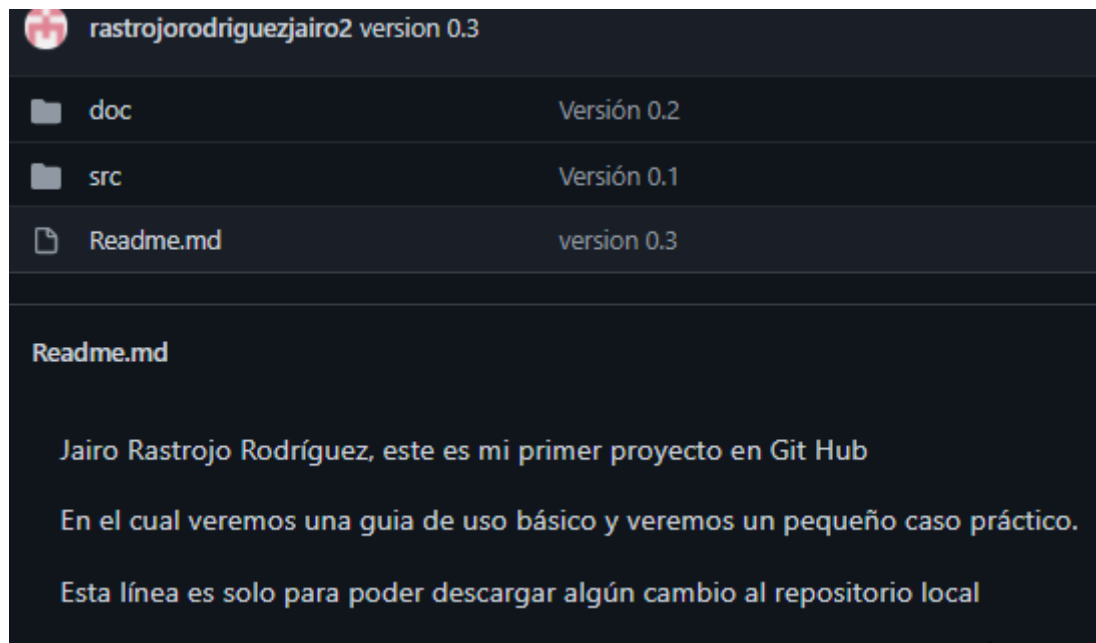 rastrojorodriguezjairo2 version 0.3
doc Versión 0.2
src Versión 0.1
Readme.md version 0.3
Readme.md
Jairo Rastrojo Rodríguez, este es mi primer proyecto en Git Hub
En el cual veremos una guia de uso básico y veremos un pequeño caso práctico.
Esta línea es solo para poder descargar algún cambio al repositorio local